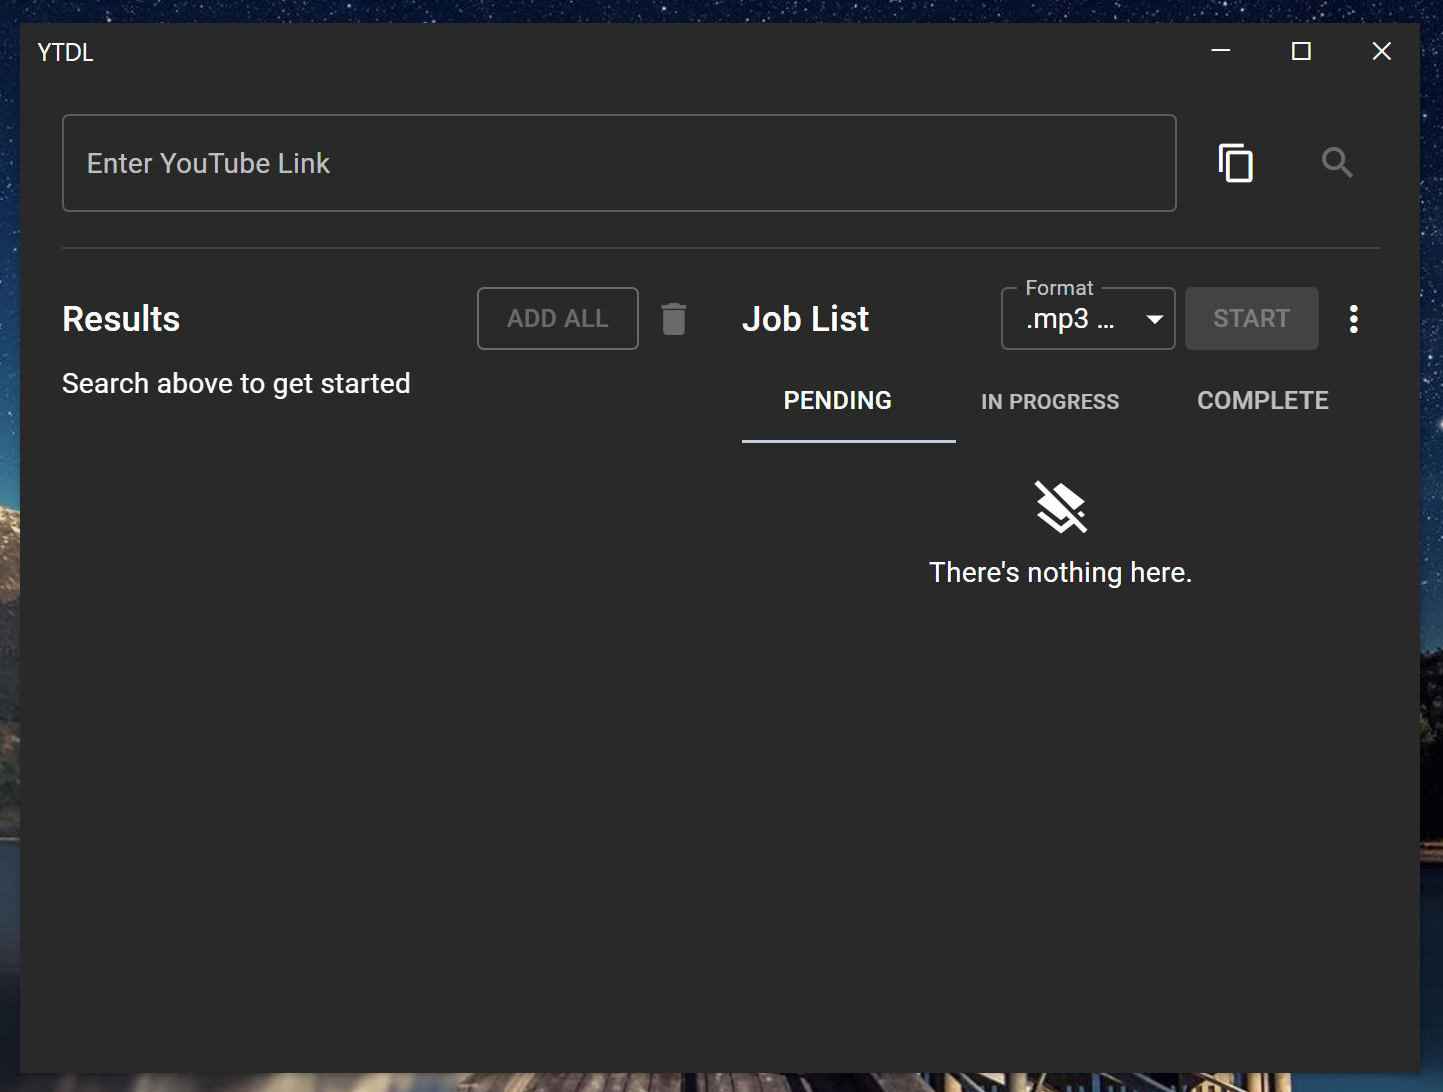 YTDL
Enter YouTube Link
Results
ADD ALL
Search above to get started
Job List
Format
.mp3 ...
START
PENDING
IN PROGRESS
COMPLETE
There's nothing here.